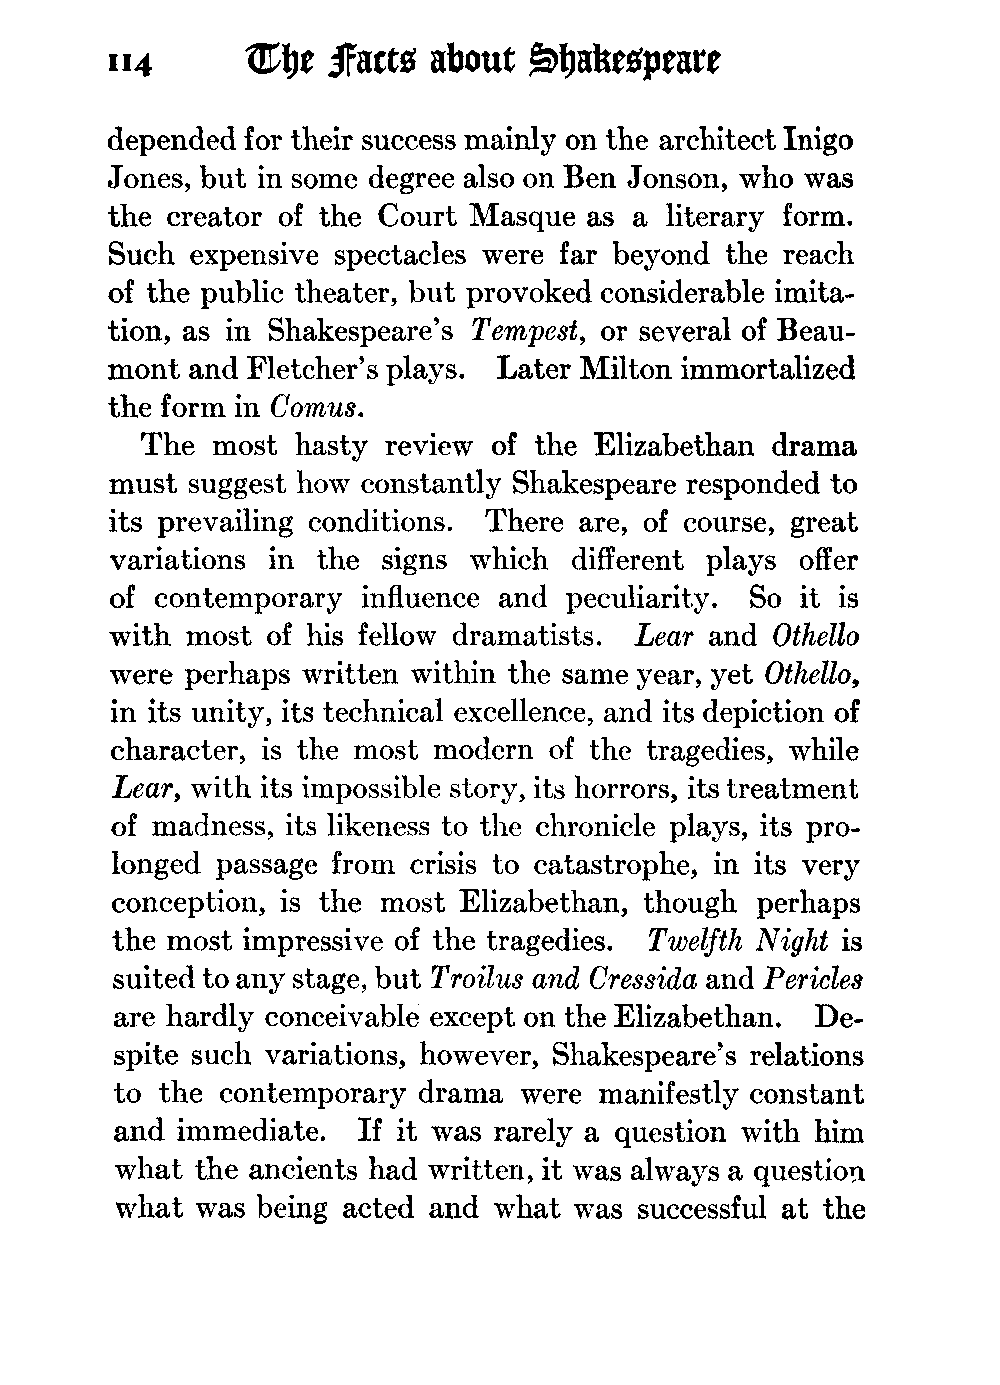 114 The Facts about Shakespeare
depended for their success mainly on the architect Inigo
Jones, but in some degree also on Ben Jonson, who was
the creator of the Court Masque as a literary form.
Such expensive spectacles were far beyond the reach
of the public theater, but provoked considerable imita-
tion, as in Shakespeare's Tempest, or several of Beau-
mont and Fletcher's plays. Later Milton immortalized
the form in Comus.
The most hasty review of the Elizabethan drama
must suggest how constantly Shakespeare responded to
its prevailing conditions. There are, of course, great
variations in the signs which different plays offer
of contemporary influence and peculiarity. So it is
with most of his fellow dramatists. Lear and Othello
were perhaps written within the same year, yet Othello,
in its unity, its technical excellence, and its depiction of
character, is the most modern of the tragedies, while
Lear, with its impossible story, its horrors, its treatment
of madness, its likeness to the chronicle plays, its pro-
longed passage from crisis to catastrophe, in its very
conception, is the most Elizabethan, though perhaps
the most impressive of the tragedies. Twelfth Night is
suited to any stage, but Troilus and Cressida and Pericles
are hardly conceivable except on the Elizabethan. De-
spite such variations, however, Shakespeare's relations
to the contemporary drama were manifestly constant
and immediate. If it was rarely a question with him
what the ancients had written, it was always a question
what was being acted and what was successful at the